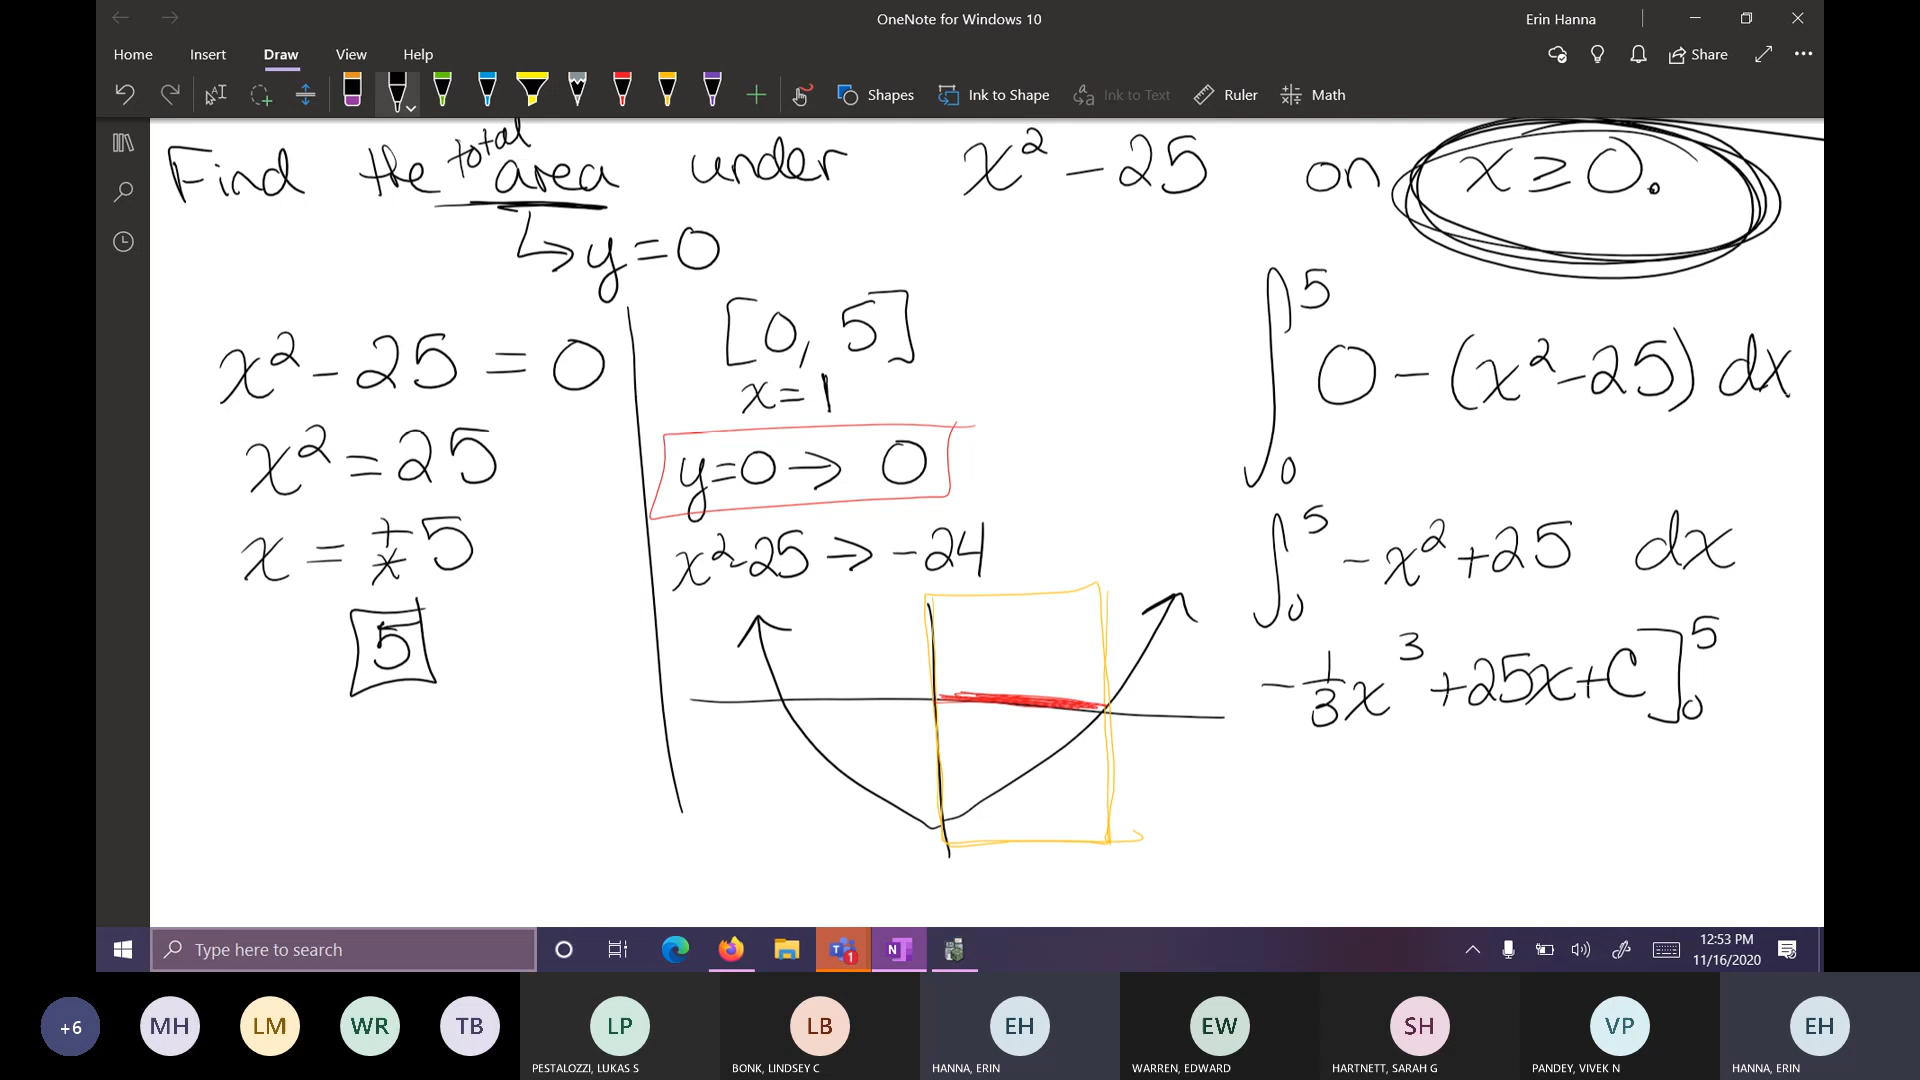 OneNote for Windows 10
Erin Hanna
Home Insert Draw View Help
Share
Shapes Ink to Shape Ink to Text Ruler Math
Find the total area under x² - 25 on x ≥ 0.
↳ y = 0
x² - 25 = 0
x² = 25
x = ± 5
5
[0, 5]
x = 1
y=0 → 0
x²-25 → -24
∫₀⁵ 0 - (x² - 25) dx
∫₀⁵ -x² + 25 dx
-1/3 x³ + 25x + C ]₀⁵
Type here to search
1
N
12:53 PM
11/16/2020
+6
MH
LM
WR
TB
LP
PESTALOZZI, LUKAS S
LB
BONK, LINDSEY C
EH
HANNA, ERIN
EW
WARREN, EDWARD
SH
HARTNETT, SARAH G
VP
PANDEY, VIVEK N
EH
HANNA, ERIN